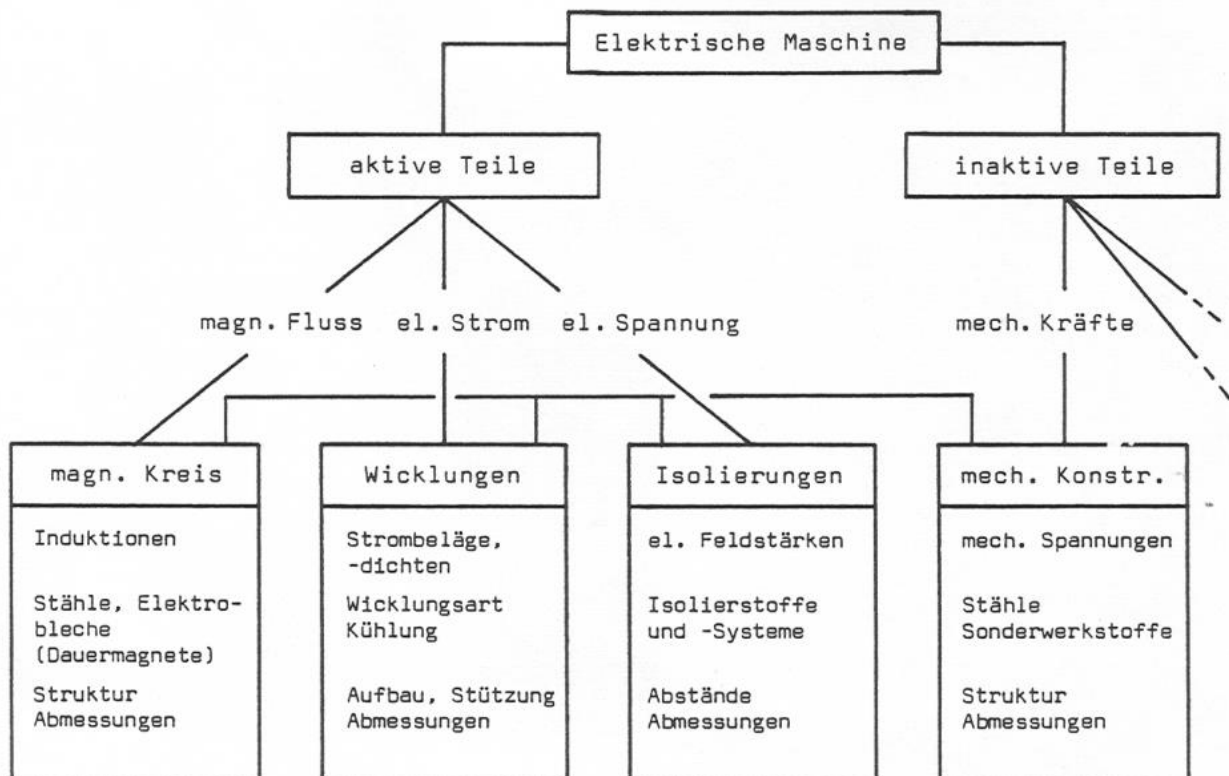 Elektrische Maschine
aktive Teile
inaktive Teile
magn. Fluss
el. Strom
el. Spannung
mech. Kräfte
magn. Kreis
Induktionen
Stähle, Elektro-
bleche
(Dauermagnete)
Struktur
Abmessungen
Wicklungen
Strombeläge,
-dichten
Wicklungsart
Kühlung
Aufbau, Stützung
Abmessungen
Isolierungen
el. Feldstärken
Isolierstoffe
und -Systeme
Abstände
Abmessungen
mech. Konstr.
mech. Spannungen
Stähle
Sonderwerkstoffe
Struktur
Abmessungen